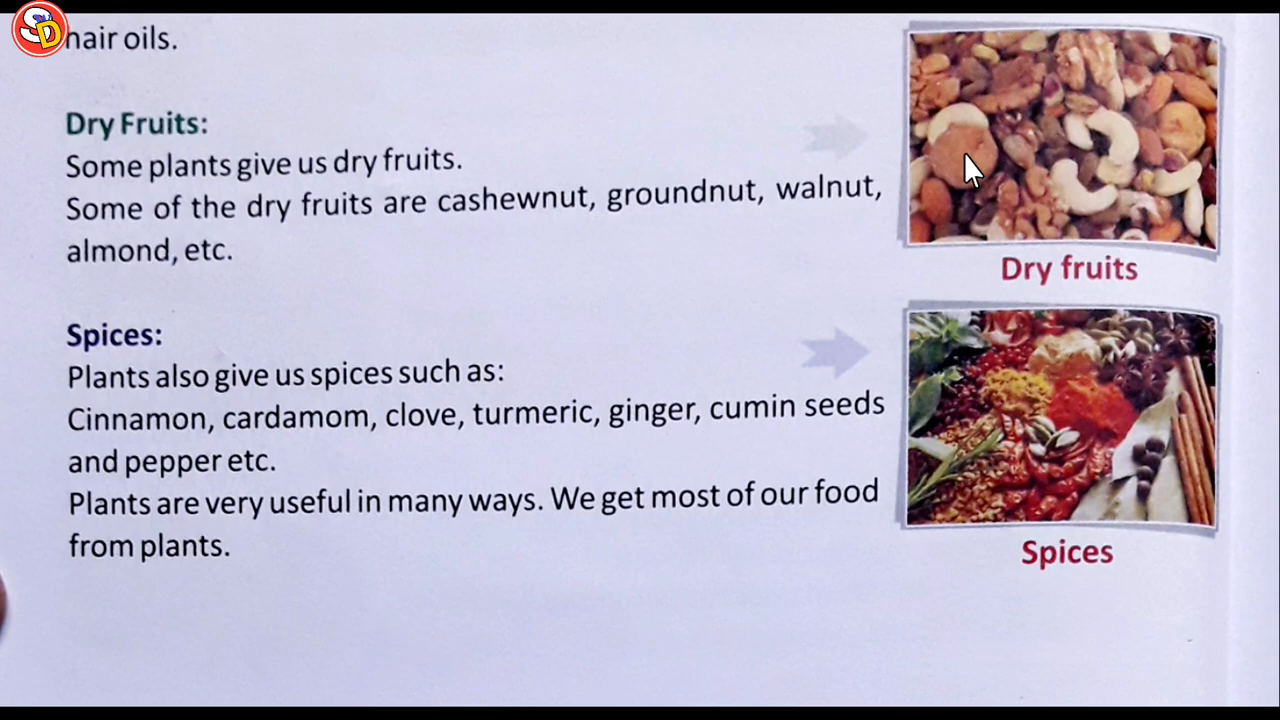 SD
hair oils.
Dry Fruits:
Some plants give us dry fruits.
Some of the dry fruits are cashewnut, groundnut, walnut,
almond, etc.
Dry fruits
Spices:
Plants also give us spices such as:
Cinnamon, cardamom, clove, turmeric, ginger, cumin seeds
and pepper etc.
Plants are very useful in many ways. We get most of our food
from plants.
Spices